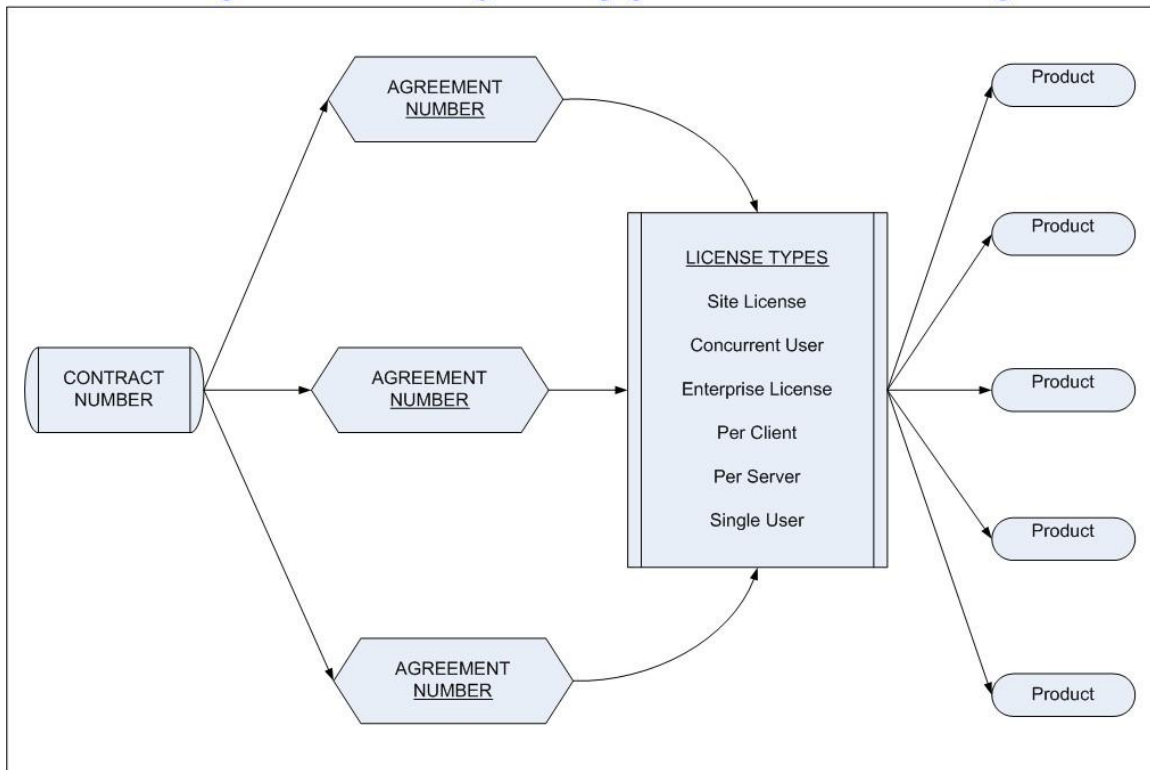 AGREEMENT
NUMBER
Product
Product
LICENSE TYPES
Site License
Concurrent User
Enterprise License
Per Client
Per Server
Single User
CONTRACT
NUMBER
AGREEMENT
NUMBER
Product
Product
AGREEMENT
NUMBER
Product